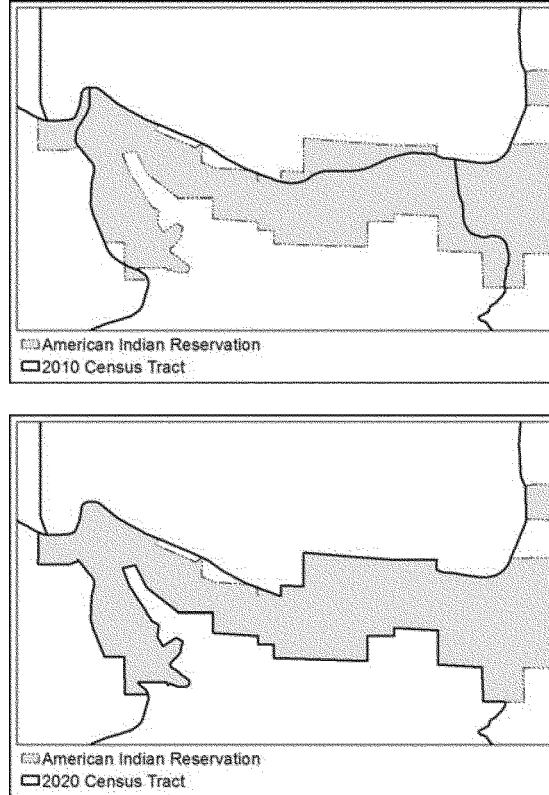 American Indian Reservation
2010 Census Tract
American Indian Reservation
2020 Census Tract